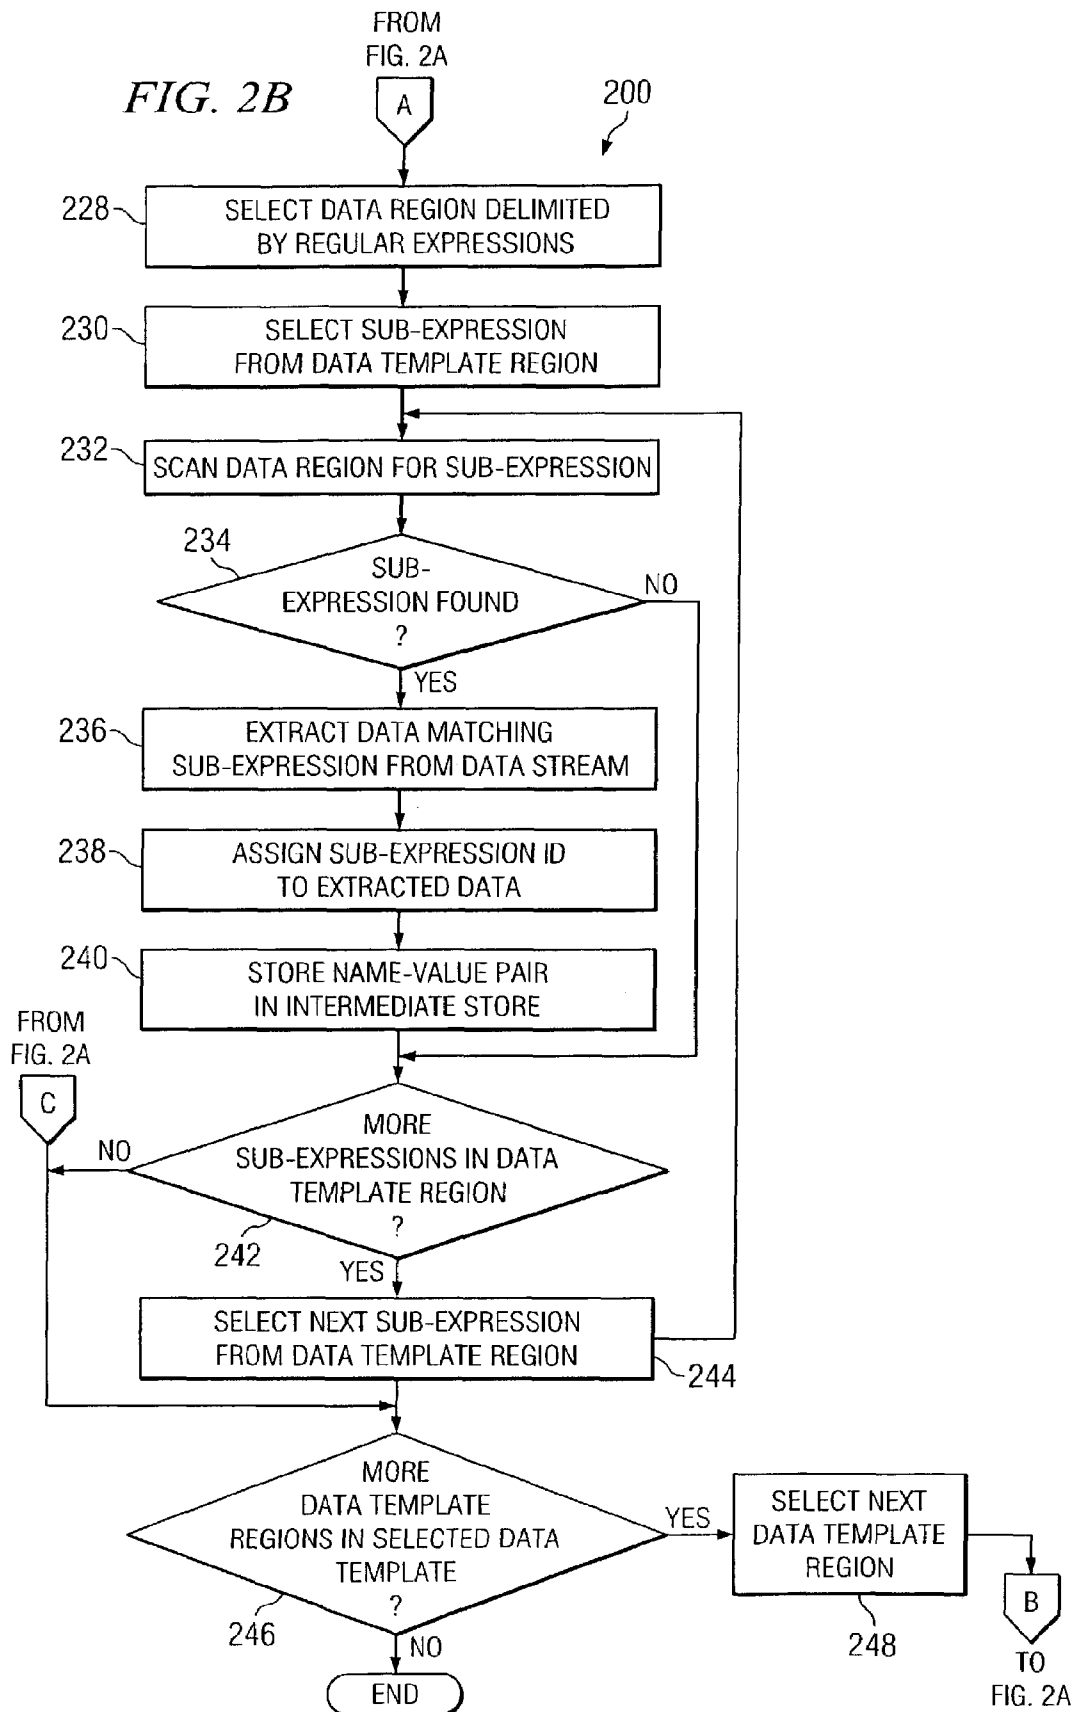 FROM
FIG. 2A
FIG. 2B
A
200
228
SELECT DATA REGION DELIMITED
BY REGULAR EXPRESSIONS
230
SELECT SUB-EXPRESSION
FROM DATA TEMPLATE REGION
232
SCAN DATA REGION FOR SUB-EXPRESSION
234
SUB-
EXPRESSION FOUND
?
NO
YES
236
EXTRACT DATA MATCHING
SUB-EXPRESSION FROM DATA STREAM
238
ASSIGN SUB-EXPRESSION ID
TO EXTRACTED DATA
240
STORE NAME-VALUE PAIR
IN INTERMEDIATE STORE
FROM
FIG. 2A
C
NO
MORE
SUB-EXPRESSIONS IN DATA
TEMPLATE REGION
?
242
YES
SELECT NEXT SUB-EXPRESSION
FROM DATA TEMPLATE REGION
244
MORE
DATA TEMPLATE
REGIONS IN SELECTED DATA
TEMPLATE
?
246
YES
SELECT NEXT
DATA TEMPLATE
REGION
248
B
TO
FIG. 2A
NO
END